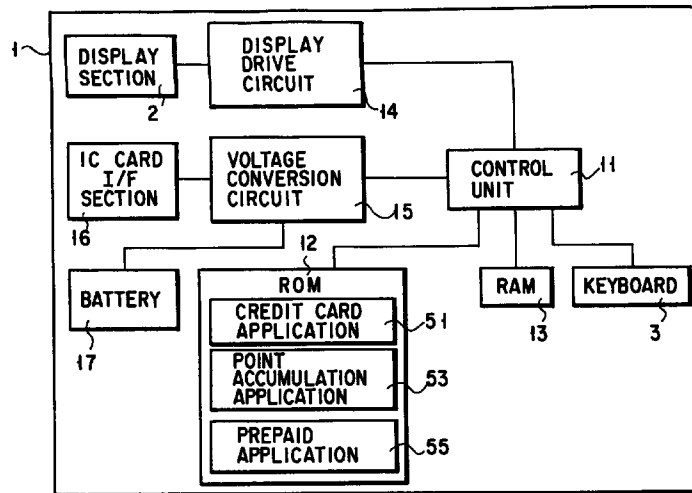 1
DISPLAY
SECTION
2
DISPLAY
DRIVE
CIRCUIT
14
IC CARD
I/F
SECTION
16
VOLTAGE
CONVERSION
CIRCUIT
15
CONTROL
UNIT
11
BATTERY
17
12
ROM
CREDIT CARD
APPLICATION
51
POINT
ACCUMULATION
APPLICATION
53
PREPAID
APPLICATION
55
RAM
13
KEYBOARD
3